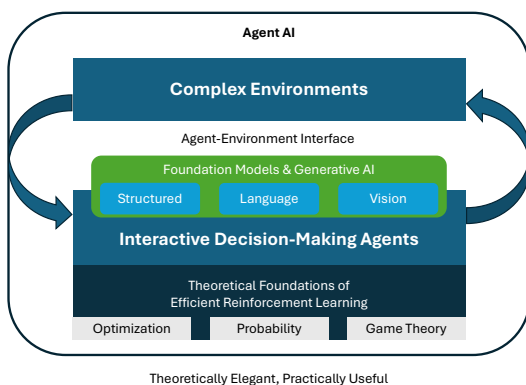 Agent AI
Complex Environments
Agent-Environment Interface
Foundation Models & Generative AI
Structured
Language
Vision
Interactive Decision-Making Agents
Theoretical Foundations of
Efficient Reinforcement Learning
Optimization
Probability
Game Theory
Theoretically Elegant, Practically Useful